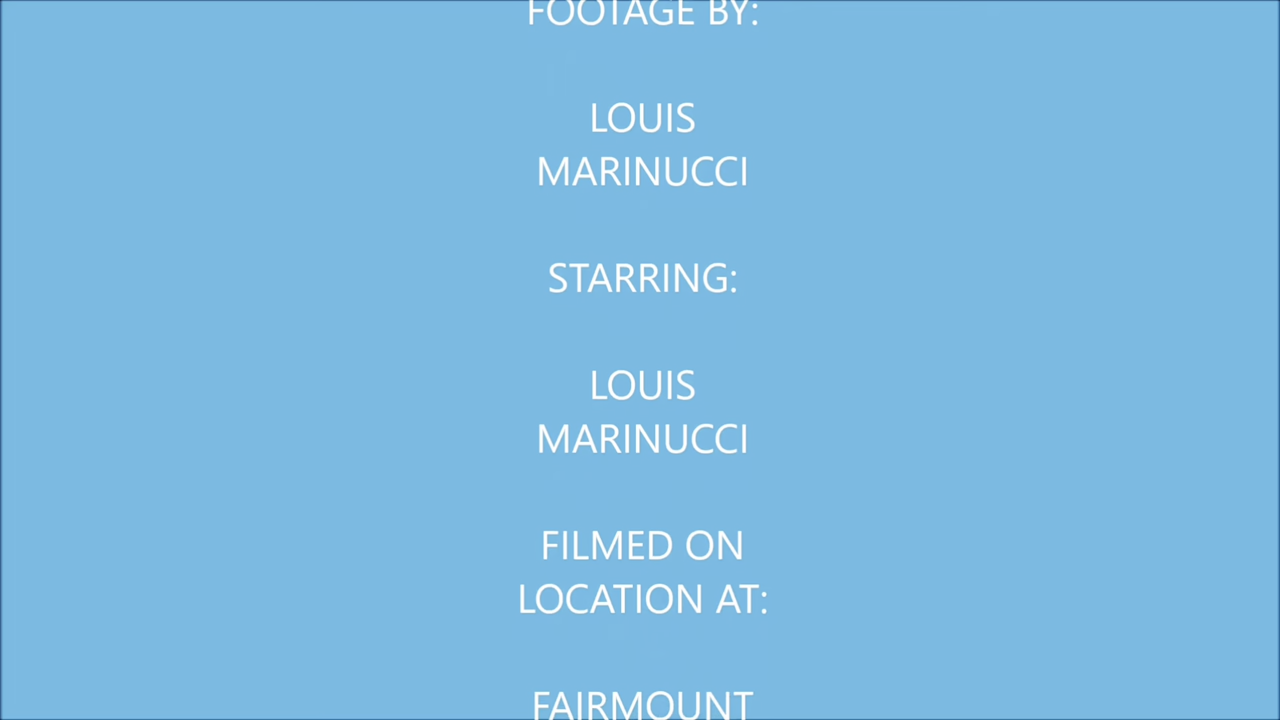 FOOTAGE BY:
LOUIS
MARINUCCI
STARRING:
LOUIS
MARINUCCI
FILMED ON
LOCATION AT:
FAIRMOUNT